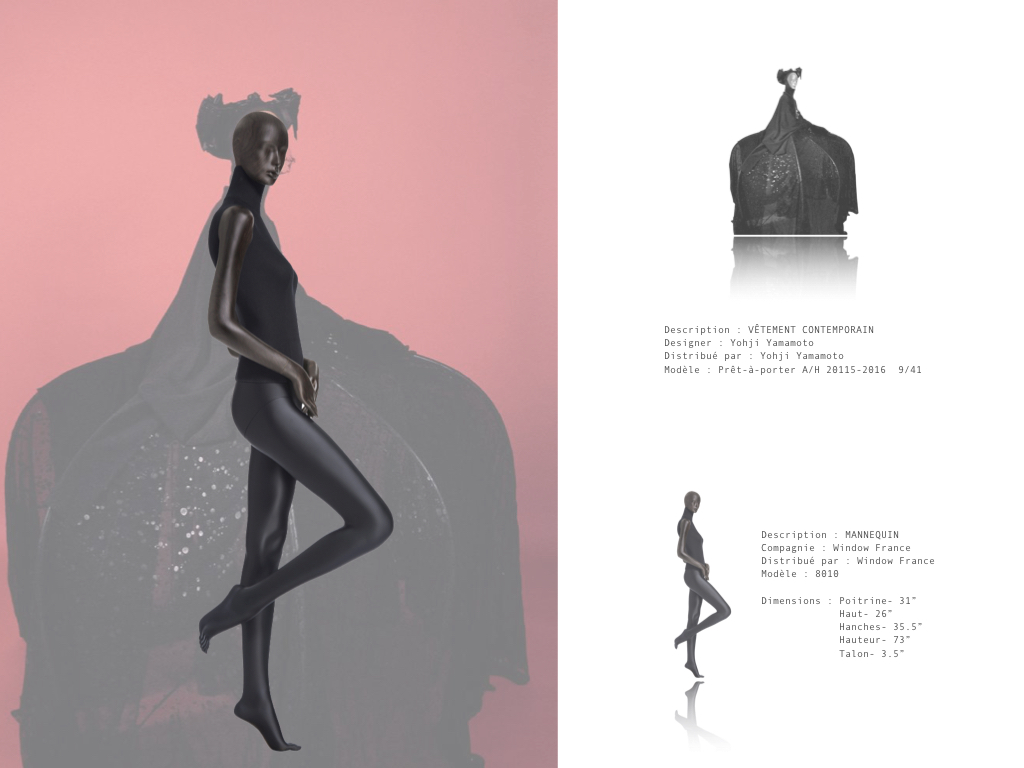 Description : VÊTEMENT CONTEMPORAIN
Designer : Yohji Yamamoto
Distribué par : Yohji Yamamoto
Modèle : Prêt-à-porter A/H 20115-2016 9/41
Description : MANNEQUIN
Compagnie : Window France
Distribué par : Window France
Modèle : 8010
Dimensions : Poitrine- 31”
Haut- 26”
Hanches- 35.5”
Hauteur- 73”
Talon- 3.5”